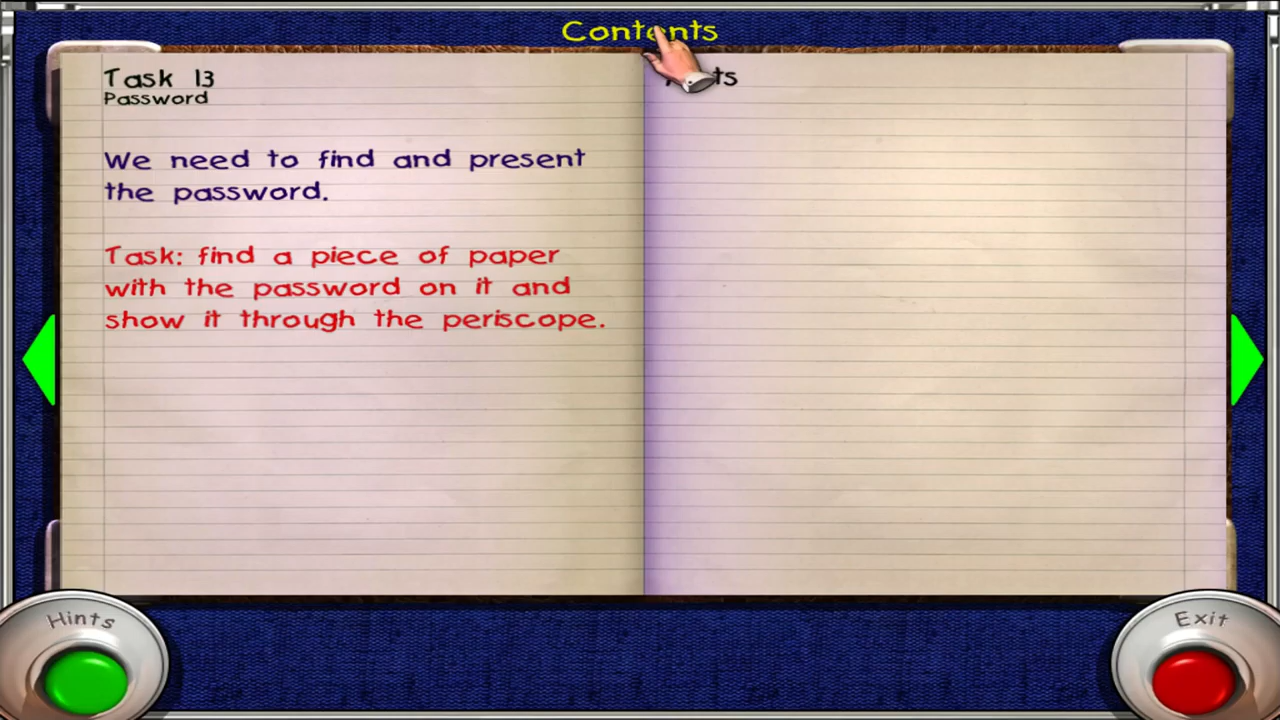 Contents
Task 13
Password
We need to find and present
the password.
Task: find a piece of paper
with the password on it and
show it through the periscope.
Hints
Exit